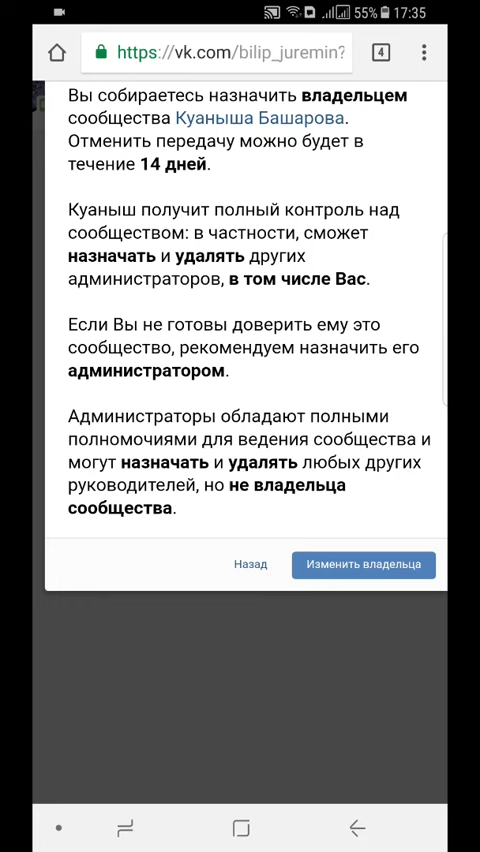 55% 17:35
https://vk.com/bilip_juremin? 4
Вы собираетесь назначить владельцем
сообщества Куаныша Башарова.
Отменить передачу можно будет в
течение 14 дней.
Куаныш получит полный контроль над
сообществом: в частности, сможет
назначать и удалять других
администраторов, в том числе Вас.
Если Вы не готовы доверить ему это
сообщество, рекомендуем назначить его
администратором.
Администраторы обладают полными
полномочиями для ведения сообщества и
могут назначать и удалять любых других
руководителей, но не владельца
сообщества.
Назад Изменить владельца